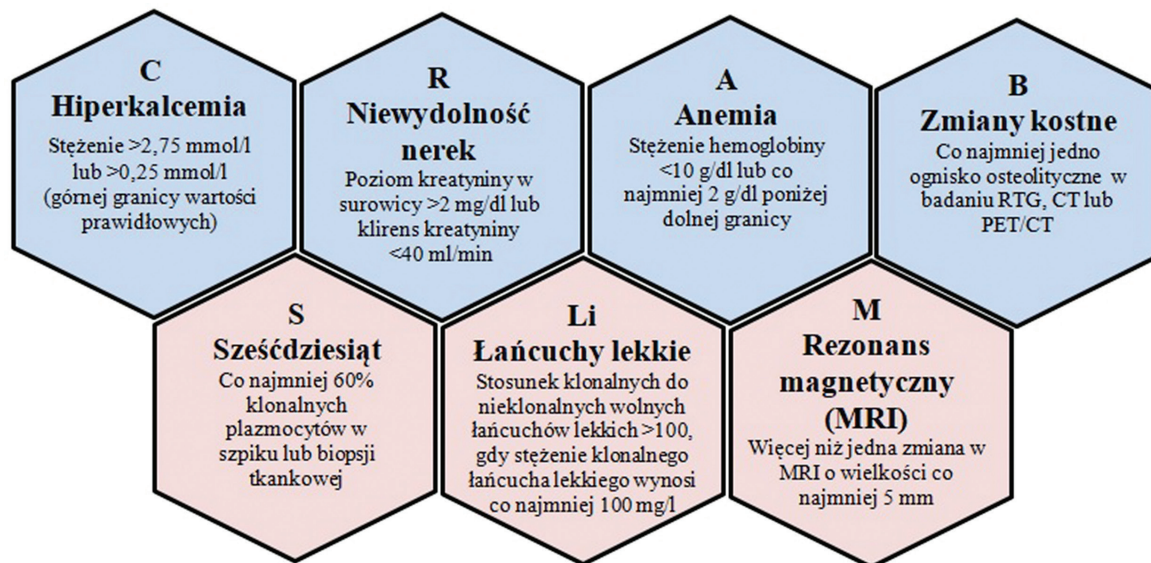 C
Hiperkalcemia
Stężenie >2,75 mmol/l
lub >0,25 mmol/l
(górnej granicy wartości
prawidłowych)
R
Niewydolność
nerek
Poziom kreatyniny w
surowicy >2 mg/dl lub
klirens kreatyniny
<40 ml/min
A
Anemia
Stężenie hemoglobiny
<10 g/dl lub co
najmniej 2 g/dl poniżej
dolnej granicy
B
Zmiany kostne
Co najmniej jedno
ognisko osteolityczne w
badaniu RTG, CT lub
PET/CT
S
Sześćdziesiąt
Co najmniej 60%
klonalnych
plazmocytów w
szpiku lub biopsji
tkankowej
Li
Łańcuchy lekkie
Stosunek klonalnych do
nieklonalnych wolnych
łańcuchów lekkich >100,
gdy stężenie klonalnego
łańcucha lekkiego wynosi
co najmniej 100 mg/l
M
Rezonans
magnetyczny
(MRI)
Więcej niż jedna zmiana w
MRI o wielkości co
najmniej 5 mm